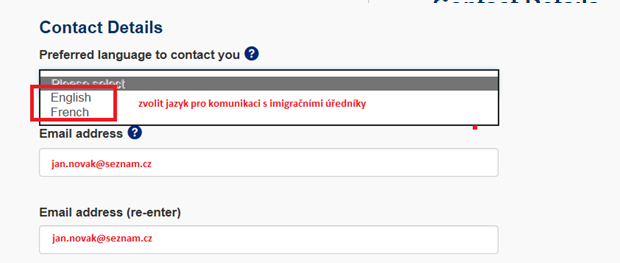 Contact Details
Preferred language to contact you ?
Please select
English
French
zvolit jazyk pro komunikaci s imigračními úředníky
Email address ?
jan.novak@seznam.cz
Email address (re-enter)
jan.novak@seznam.cz